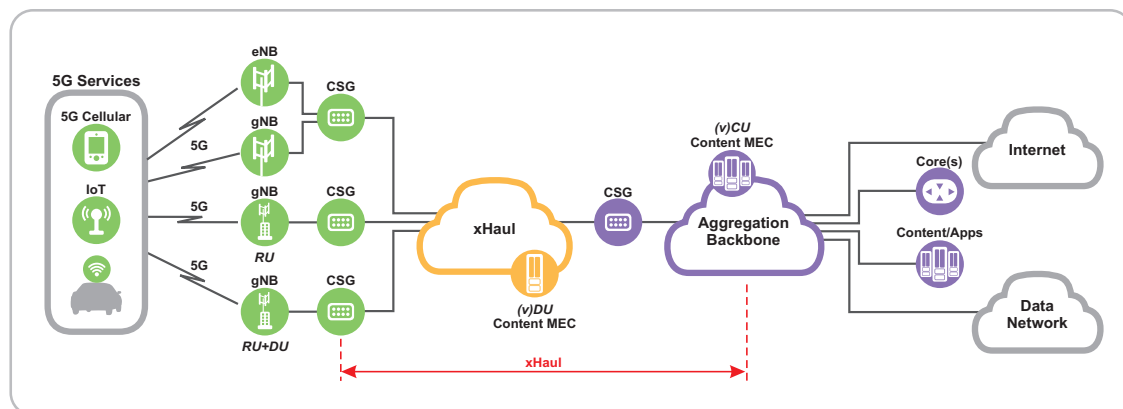 5G Services
5G Cellular
IoT
eNB
5G
gNB
5G
gNB
RU
5G
gNB
RU+DU
CSG
CSG
CSG
xHaul
(v)DU
Content MEC
CSG
(v)CU
Content MEC
Aggregation
Backbone
Core(s)
Content/Apps
Internet
Data
Network
xHaul